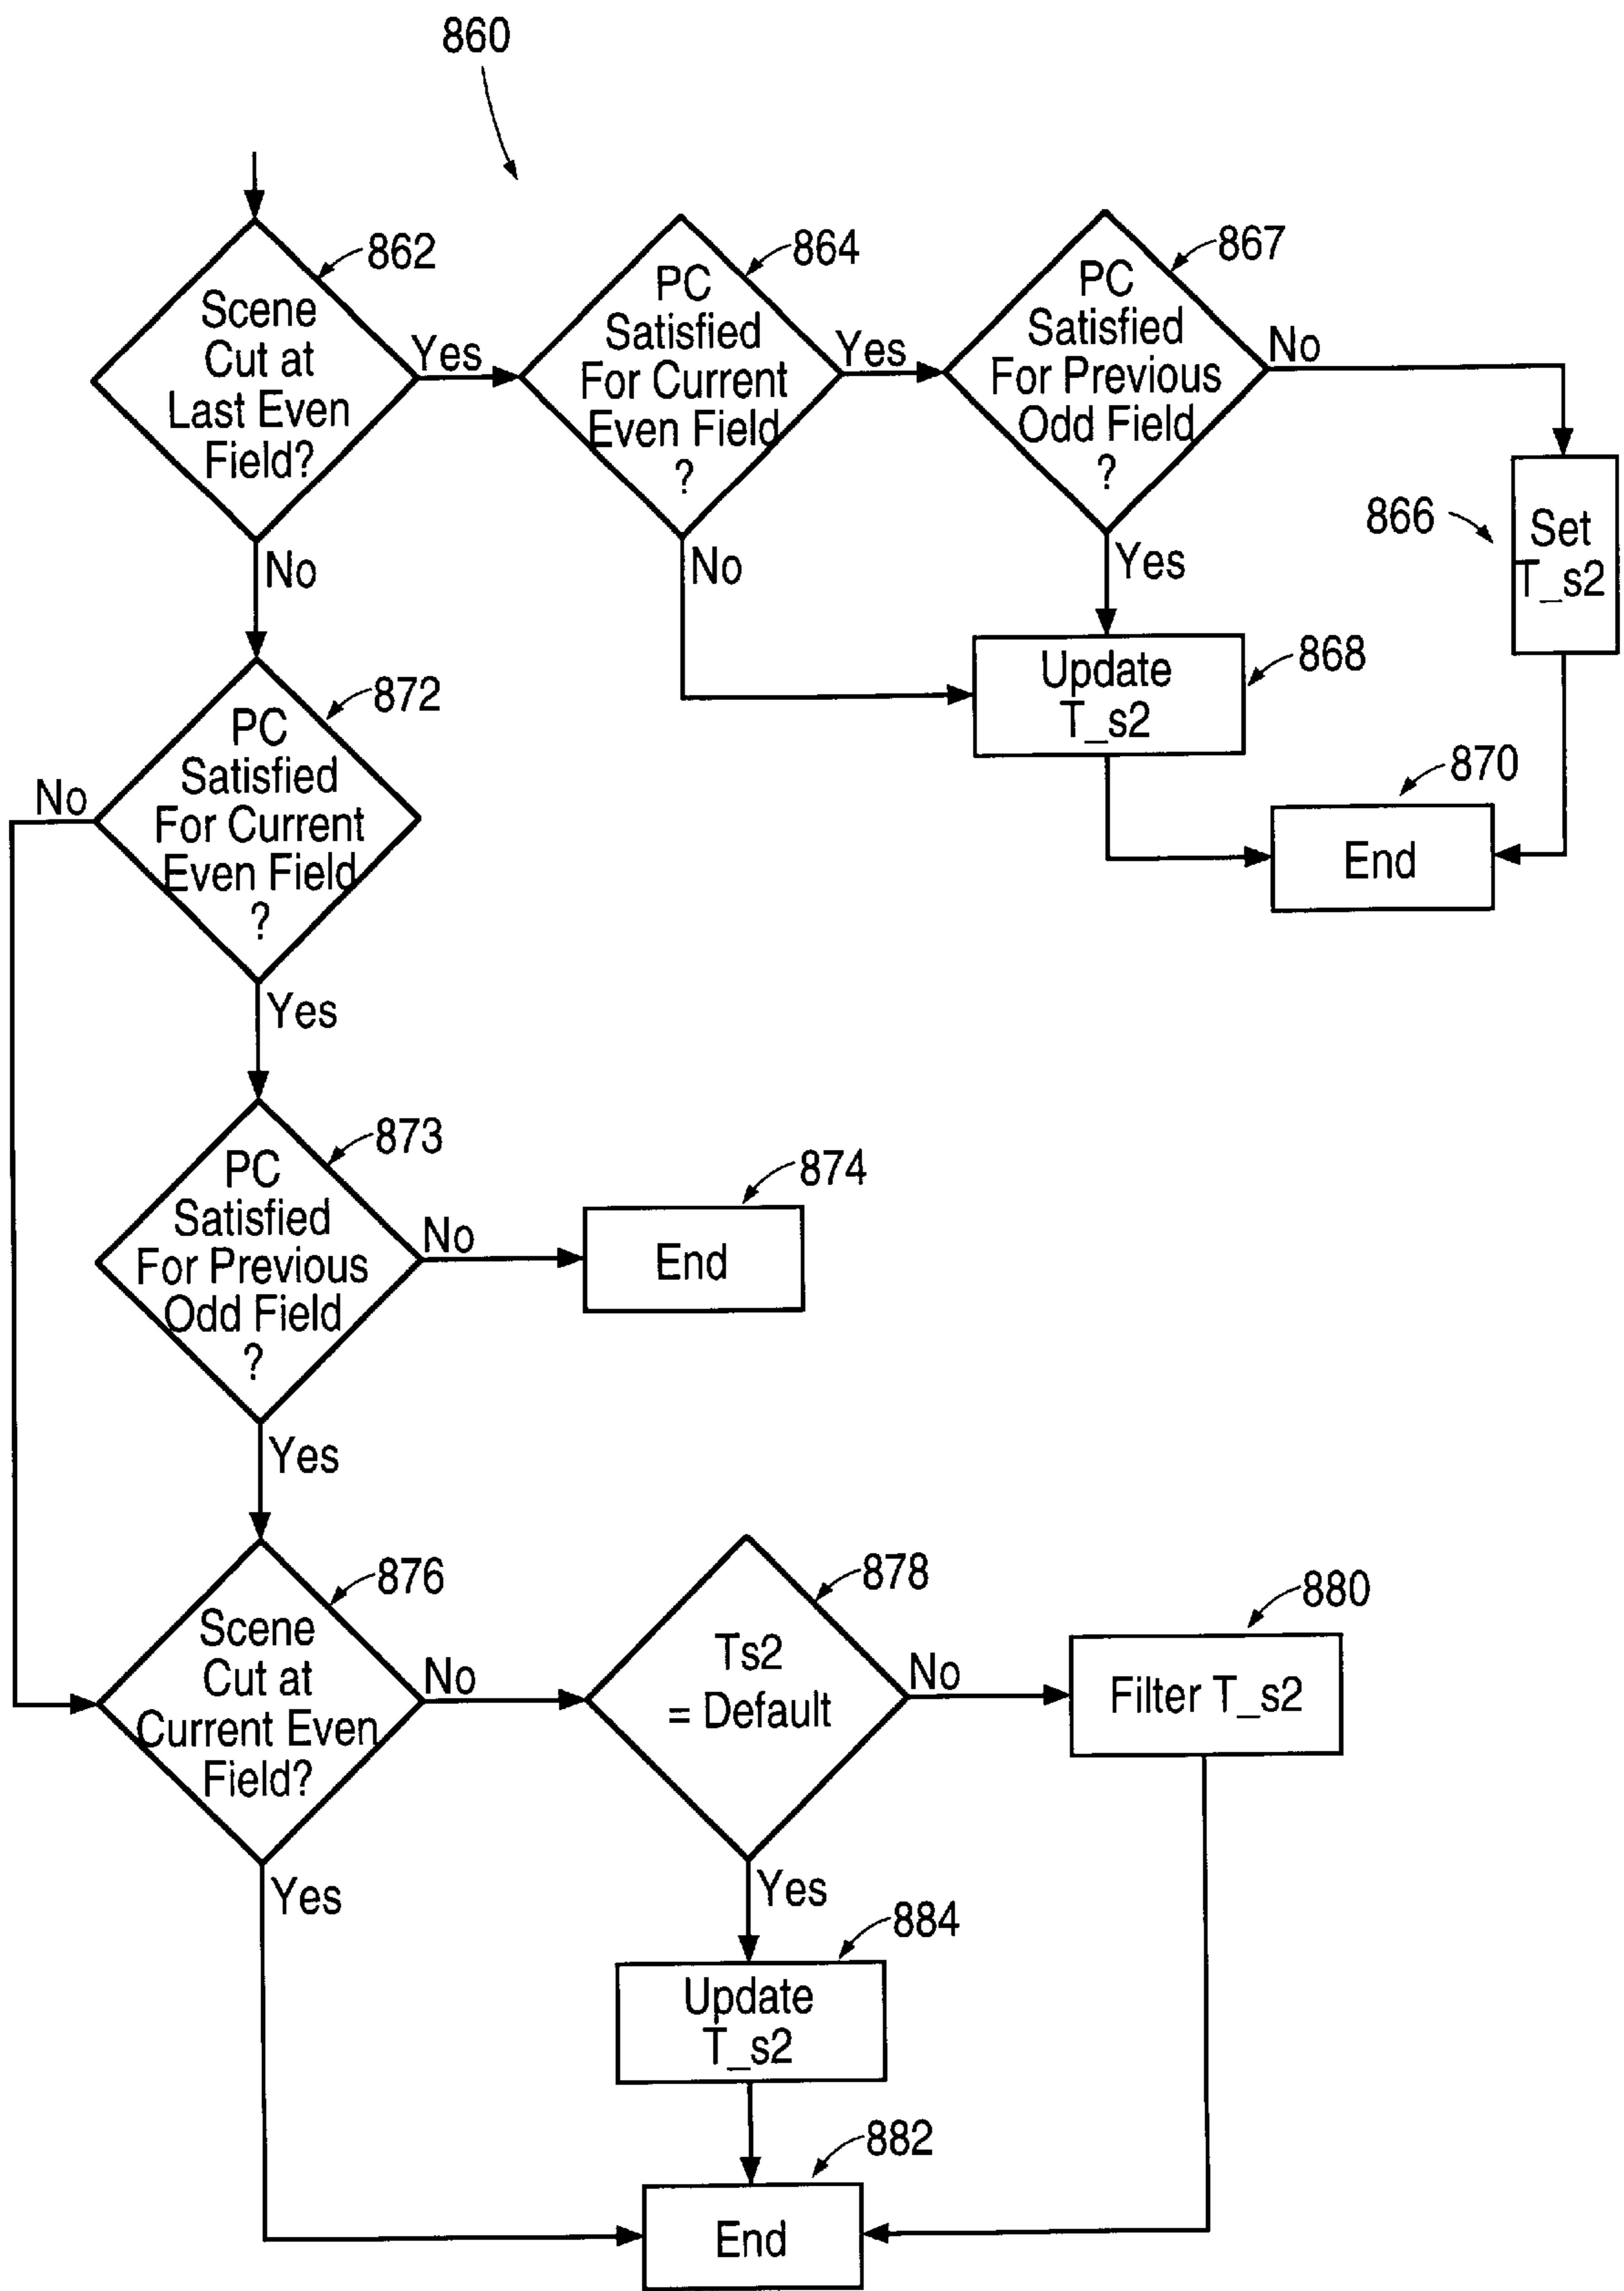 860
862
Scene
Cut at
Last Even
Field?
Yes
No
864
PC
Satisfied
For Current
Even Field
?
Yes
No
867
PC
Satisfied
For Previous
Odd Field
?
No
Yes
866
Set
T_s2
868
Update
T_s2
870
End
872
PC
Satisfied
For Current
Even Field
?
No
Yes
873
PC
Satisfied
For Previous
Odd Field
?
No
Yes
874
End
876
Scene
Cut at
Current Even
Field?
No
Yes
878
Ts2
= Default
No
Yes
880
Filter T_s2
884
Update
T_s2
882
End